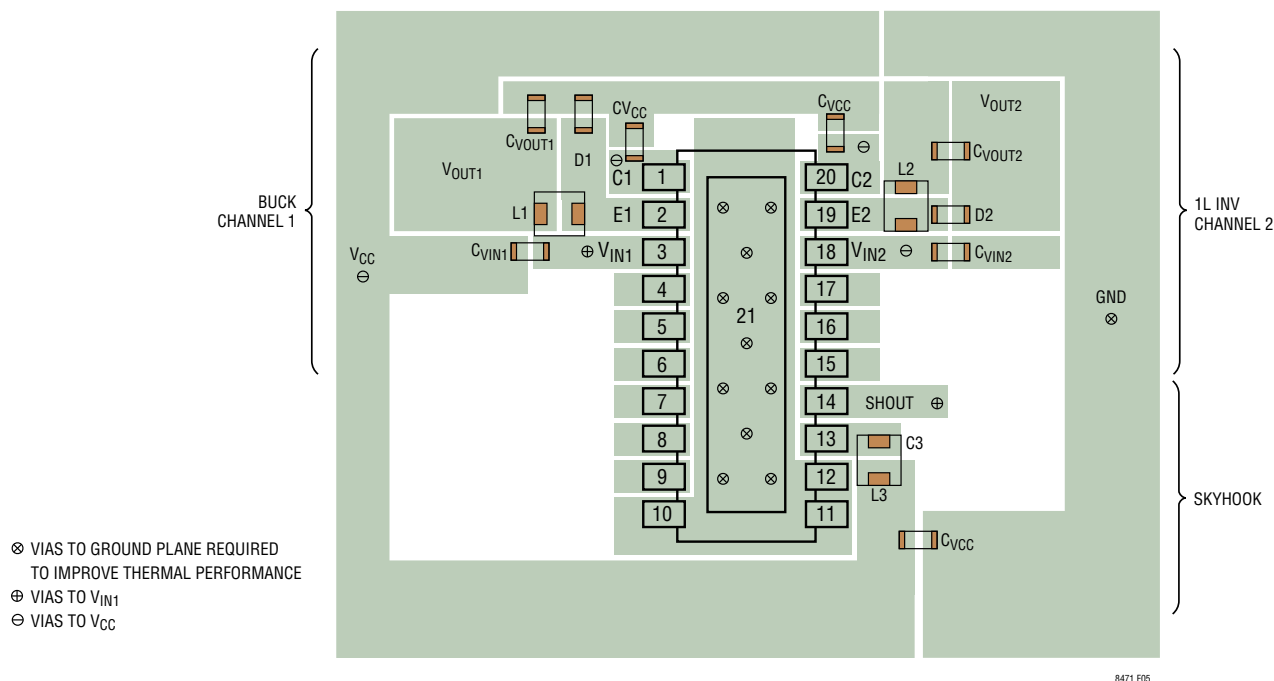 BUCK
CHANNEL 1
VCC
VOUT1
CVOUT1
D1
CVCC
C1
L1
E1
CVIN1
VIN1
1
2
3
4
5
6
7
8
9
10
21
CVCC
VOUT2
CVOUT2
L2
20
C2
19
E2
D2
18
VIN2
CVIN2
17
16
15
14
SHOUT
13
C3
12
L3
11
CVCC
GND
1L INV
CHANNEL 2
SKYHOOK
⊗ VIAS TO GROUND PLANE REQUIRED
TO IMPROVE THERMAL PERFORMANCE
⊕ VIAS TO VIN1
⊖ VIAS TO VCC
8471 F05